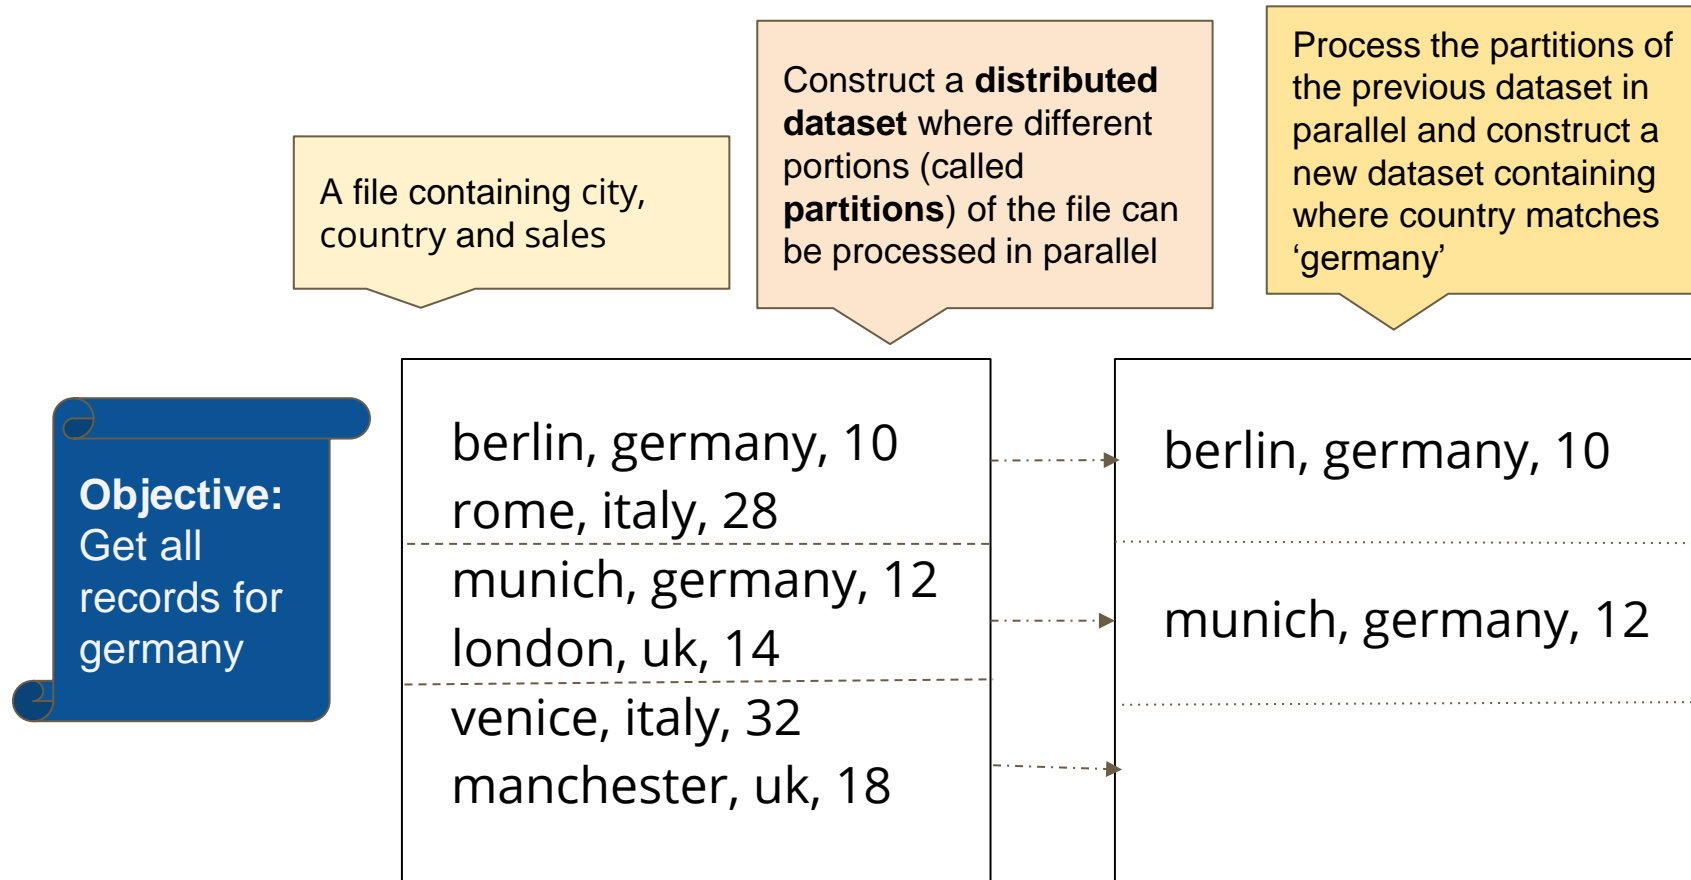 A file containing city,
country and sales
Construct a distributed
dataset where different
portions (called
partitions) of the file can
be processed in parallel
Process the partitions of
the previous dataset in
parallel and construct a
new dataset containing
where country matches
‘germany’
Objective:
Get all
records for
germany
berlin, germany, 10
rome, italy, 28
munich, germany, 12
london, uk, 14
venice, italy, 32
manchester, uk, 18
berlin, germany, 10
munich, germany, 12